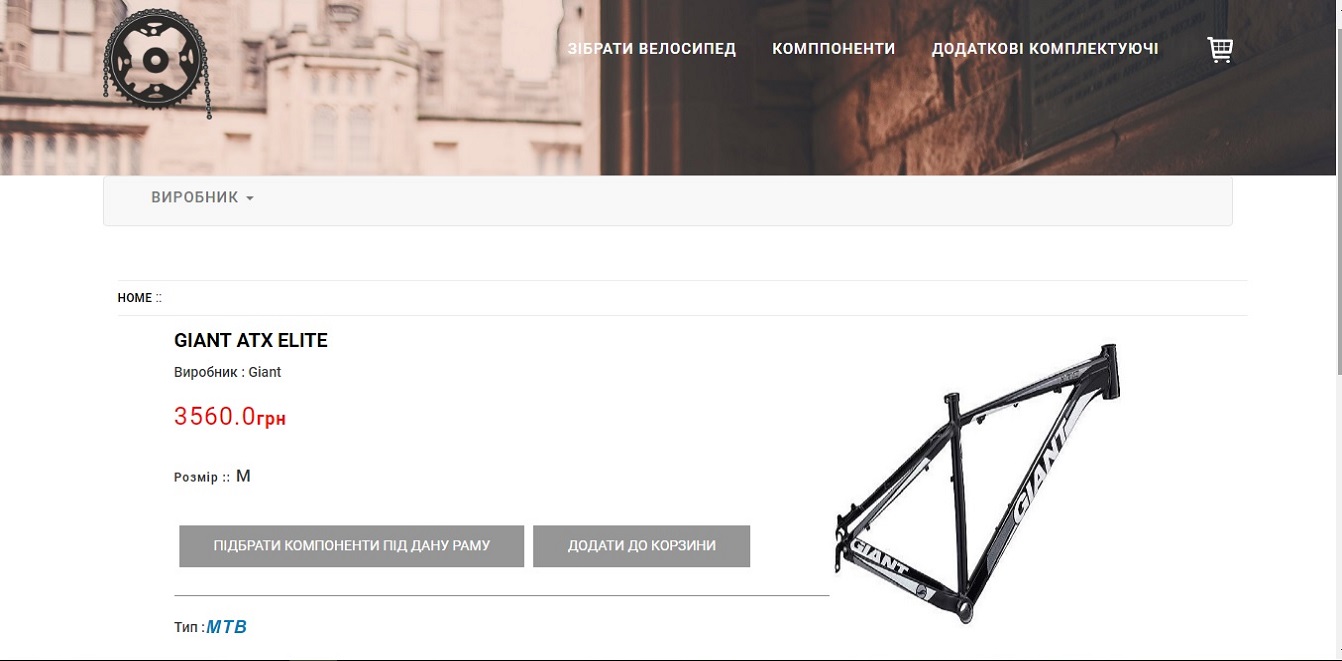 ЗІБРАТИ ВЕЛОСИПЕД КОМППОНЕНТИ ДОДАТКОВІ КОМПЛЕКТУЮЧІ
ВИРОБНИК
HOME ::
GIANT ATX ELITE
Виробник : Giant
3560.0грн
Розмір :: M
ПІДБРАТИ КОМПОНЕНТИ ПІД ДАНУ РАМУ ДОДАТИ ДО КОРЗИНИ
GIANT
GIANT
Тип :MTB